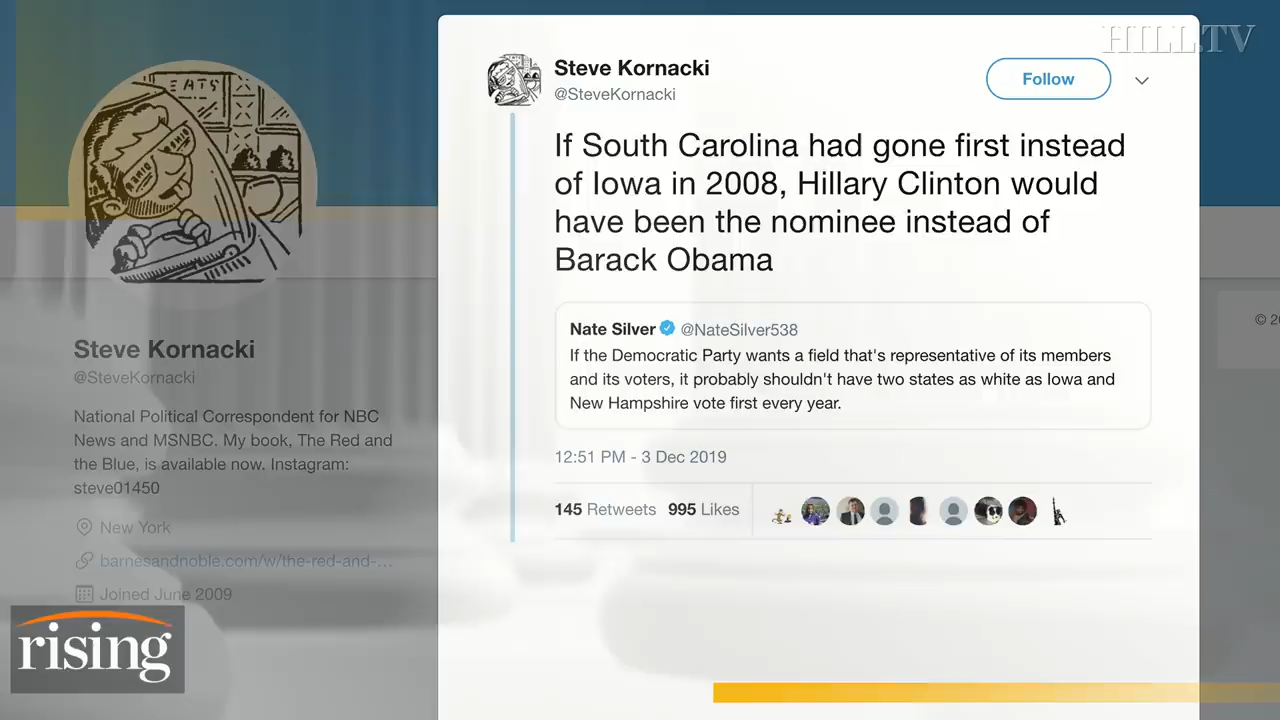 HILL.TV
EATS
Steve Kornacki
@SteveKornacki
National Political Correspondent for NBC
News and MSNBC. My book, The Red and
the Blue, is available now. Instagram:
steve01450
New York
barnesandnoble.com/w/the-red-and-...
Joined June 2009
rising
Steve Kornacki
@SteveKornacki
Follow
If South Carolina had gone first instead
of Iowa in 2008, Hillary Clinton would
have been the nominee instead of
Barack Obama
Nate Silver @NateSilver538
If the Democratic Party wants a field that's representative of its members
and its voters, it probably shouldn't have two states as white as Iowa and
New Hampshire vote first every year.
12:51 PM - 3 Dec 2019
145 Retweets 995 Likes